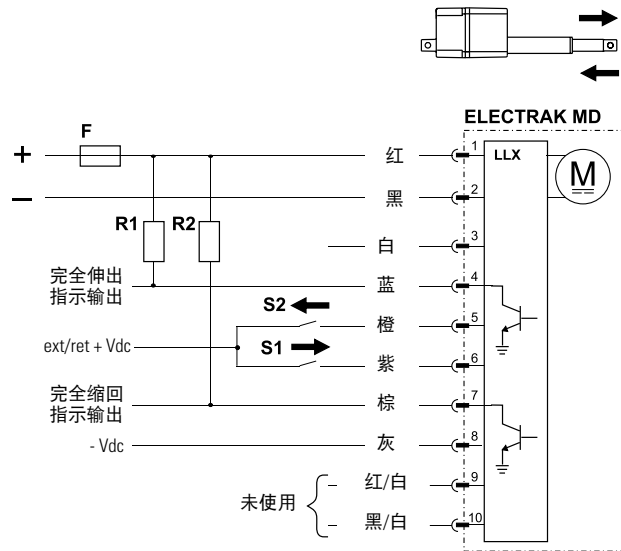 ELECTRAK MD
F
+
红
1
LLX
M
−
黑
2
R1
R2
白
3
完全伸出
指示输出
蓝
4
S2
橙
5
ext/ret + Vdc
S1
紫
6
完全缩回
指示输出
棕
7
- Vdc
灰
8
未使用
红/白
9
黑/白
10